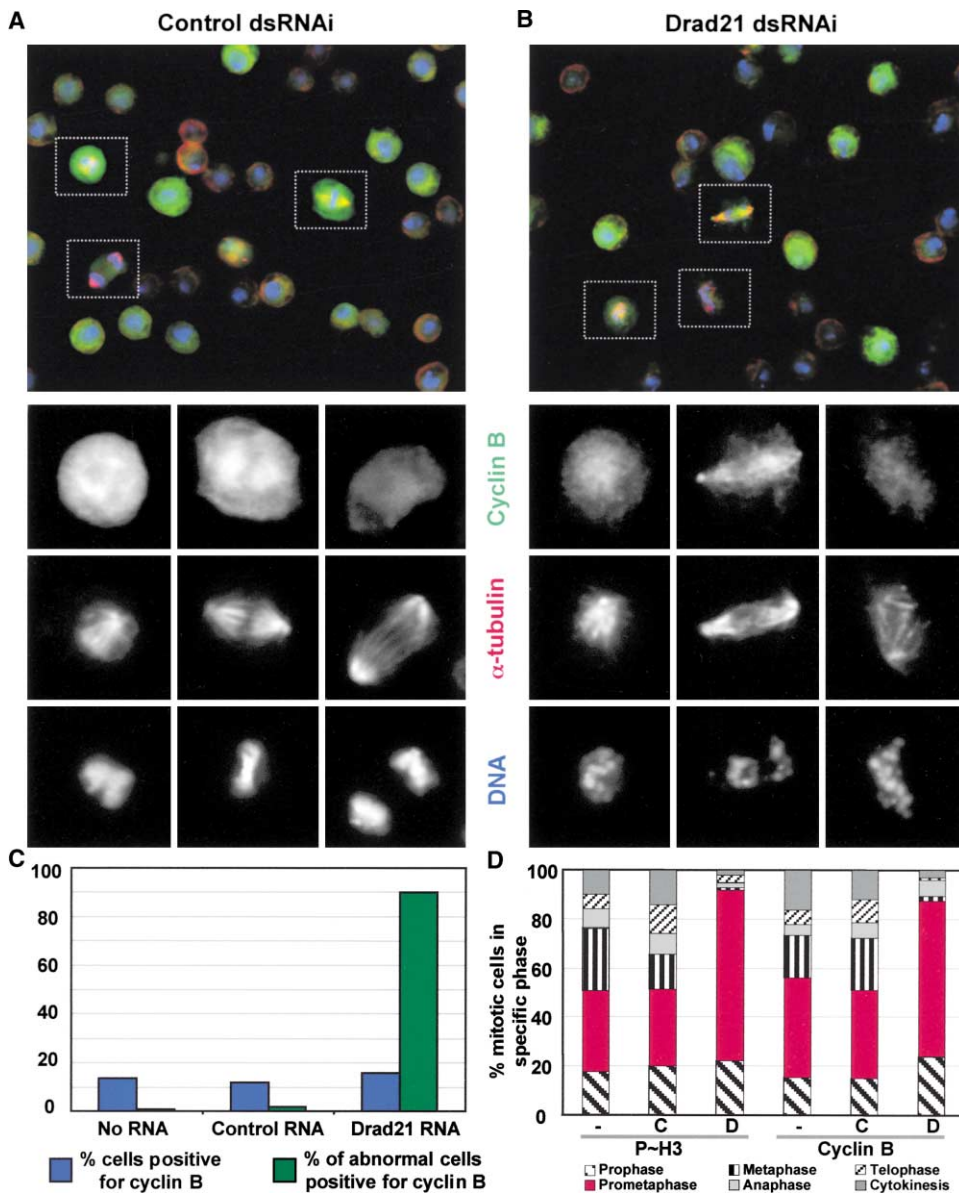 A
Control dsRNAi
B
Drad21 dsRNAi
Cyclin B
α-tubulin
DNA
C
100
80
60
40
20
0
No RNA
Control RNA
Drad21 RNA
% cells positive
for cyclin B
% of abnormal cells
positive for cyclin B
D
% mitotic cells in
specific phase
100
80
60
40
20
0
-
C
D
-
C
D
P~H3
Cyclin B
Prophase
Metaphase
Telophase
Prometaphase
Anaphase
Cytokinesis